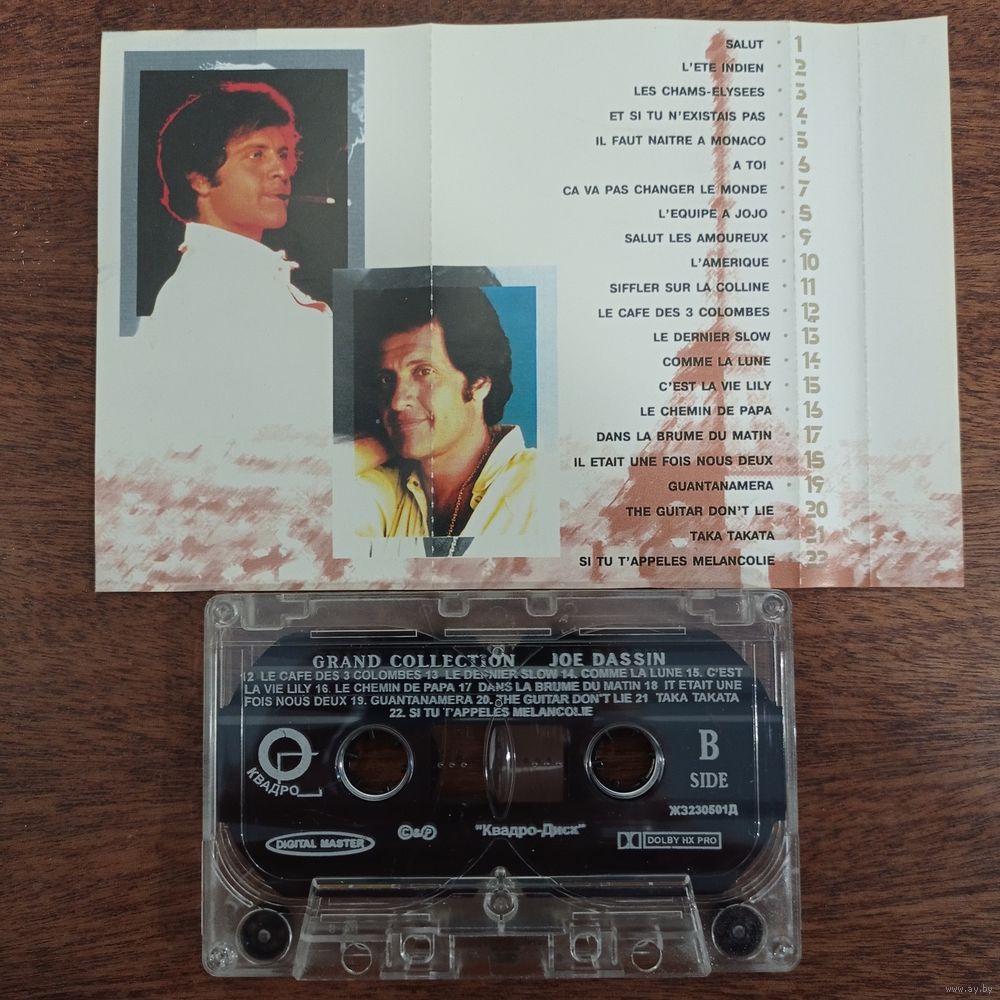 SALUT • 1
L'ETE INDIEN • 2
LES CHAMS-ELYSEES • 3
ET SI TU N'EXISTAIS PAS • 4
IL FAUT NAITRE A MONACO • 5
A TOI • 6
CA VA PAS CHANGER LE MONDE • 7
L'EQUIPE A JOJO • 8
SALUT LES AMOUREUX • 9
L'AMERIQUE • 10
SIFFLER SUR LA COLLINE • 11
LE CAFE DES 3 COLOMBES • 12
LE DERNIER SLOW • 13
COMME LA LUNE • 14
C'EST LA VIE LILY • 15
LE CHEMIN DE PAPA • 16
DANS LA BRUME DU MATIN • 17
IL ETAIT UNE FOIS NOUS DEUX • 18
GUANTANAMERA • 19
THE GUITAR DON'T LIE • 20
TAKA TAKATA • 21
SI TU T'APPELES MELANCOLIE • 22
GRAND COLLECTION JOE DASSIN
12 LE CAFE DES 3 COLOMBES 13 LE DERNIER SLOW 14. COMME LA LUNE 15. C'EST
LA VIE LILY 16. LE CHEMIN DE PAPA 17 DANS LA BRUME DU MATIN 18 IT ETAIT UNE
FOIS NOUS DEUX 19. GUANTANAMERA 20. THE GUITAR DON'T LIE 21 TAKA TAKATA
22. SI TU T'APPELES MELANCOLIE
КВАДРО
B
SIDE
ЖЗ230501Д
DIGITAL MASTER
©&℗
"Квадро-Диск"
DOLBY HX PRO
www.ay.by